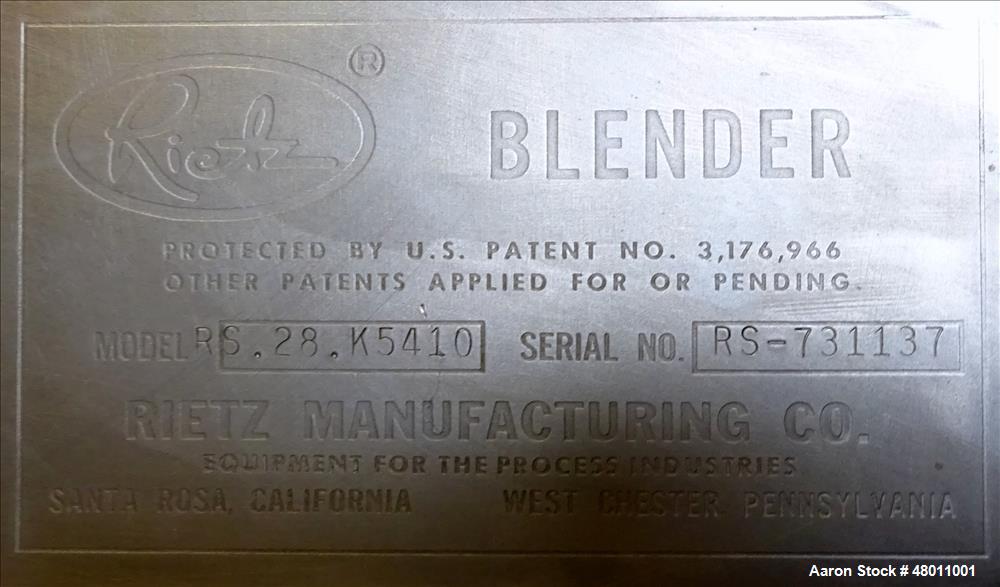 Rietz ® BLENDER
PROTECTED BY U.S. PATENT NO. 3,176,966
OTHER PATENTS APPLIED FOR OR PENDING.
MODEL RS.28.K5410 SERIAL NO. RS-731137
RIETZ MANUFACTURING CO.
EQUIPMENT FOR THE PROCESS INDUSTRIES
SANTA ROSA, CALIFORNIA WEST CHESTER, PENNSYLVANIA
Aaron Stock # 48011001